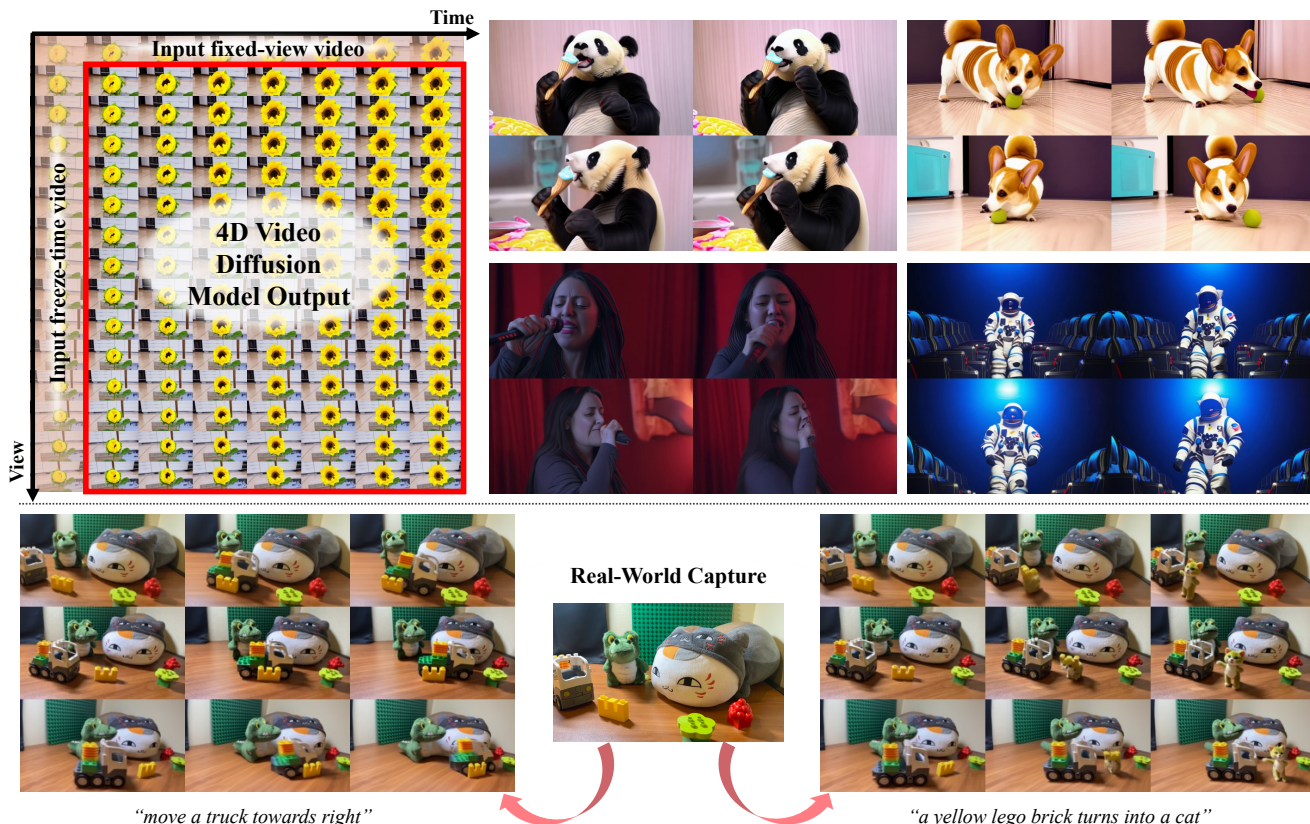 Time
Input fixed-view video
Input freeze-time video
View
4D Video
Diffusion
Model Output
Real-World Capture
“move a truck towards right”
“a yellow lego brick turns into a cat”